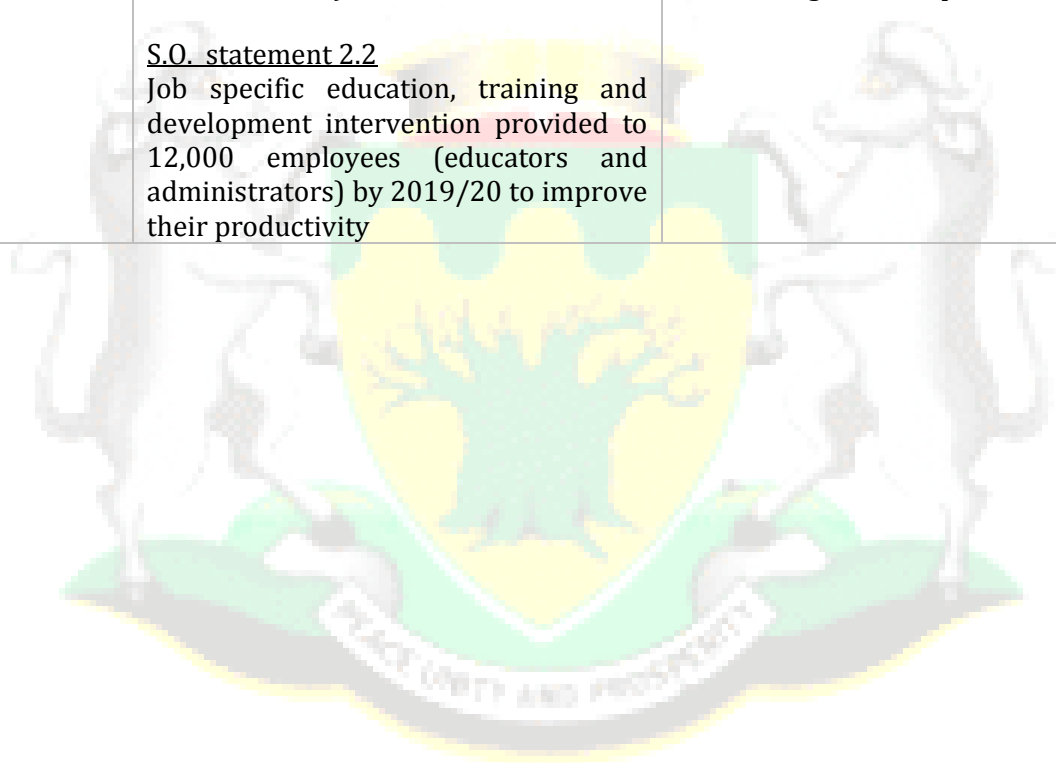 S.O. statement 2.2
Job specific education, training and
development intervention provided to
12,000 employees (educators and
administrators) by 2019/20 to improve
their productivity
PEACE UNITY AND PROSPERITY